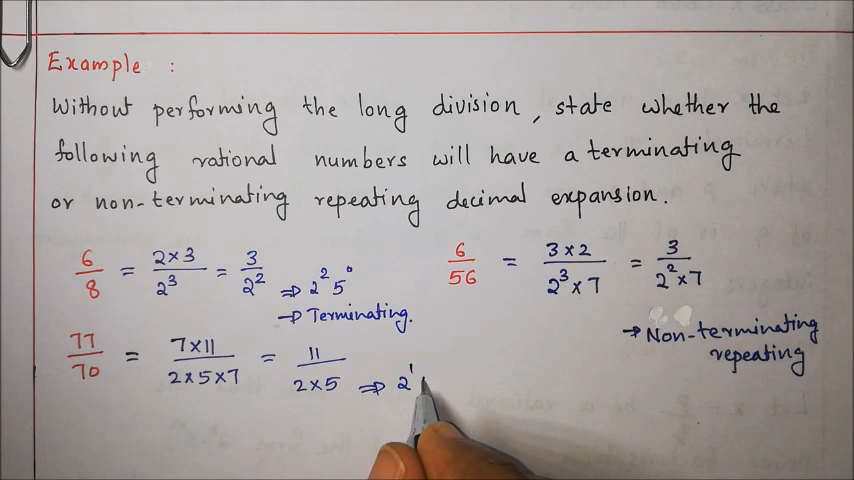 Example :
Without performing the long division, state whether the
following rational numbers will have a terminating
or non-terminating repeating decimal expansion.
6/8 = 2×3/2³ = 3/2² ⇒ 2² 5⁰
→ Terminating.
6/56 = 3×2/2³×7 = 3/2²×7
→ Non-terminating
repeating
77/70 = 7×11/2×5×7 = 11/2×5 ⇒ 2¹